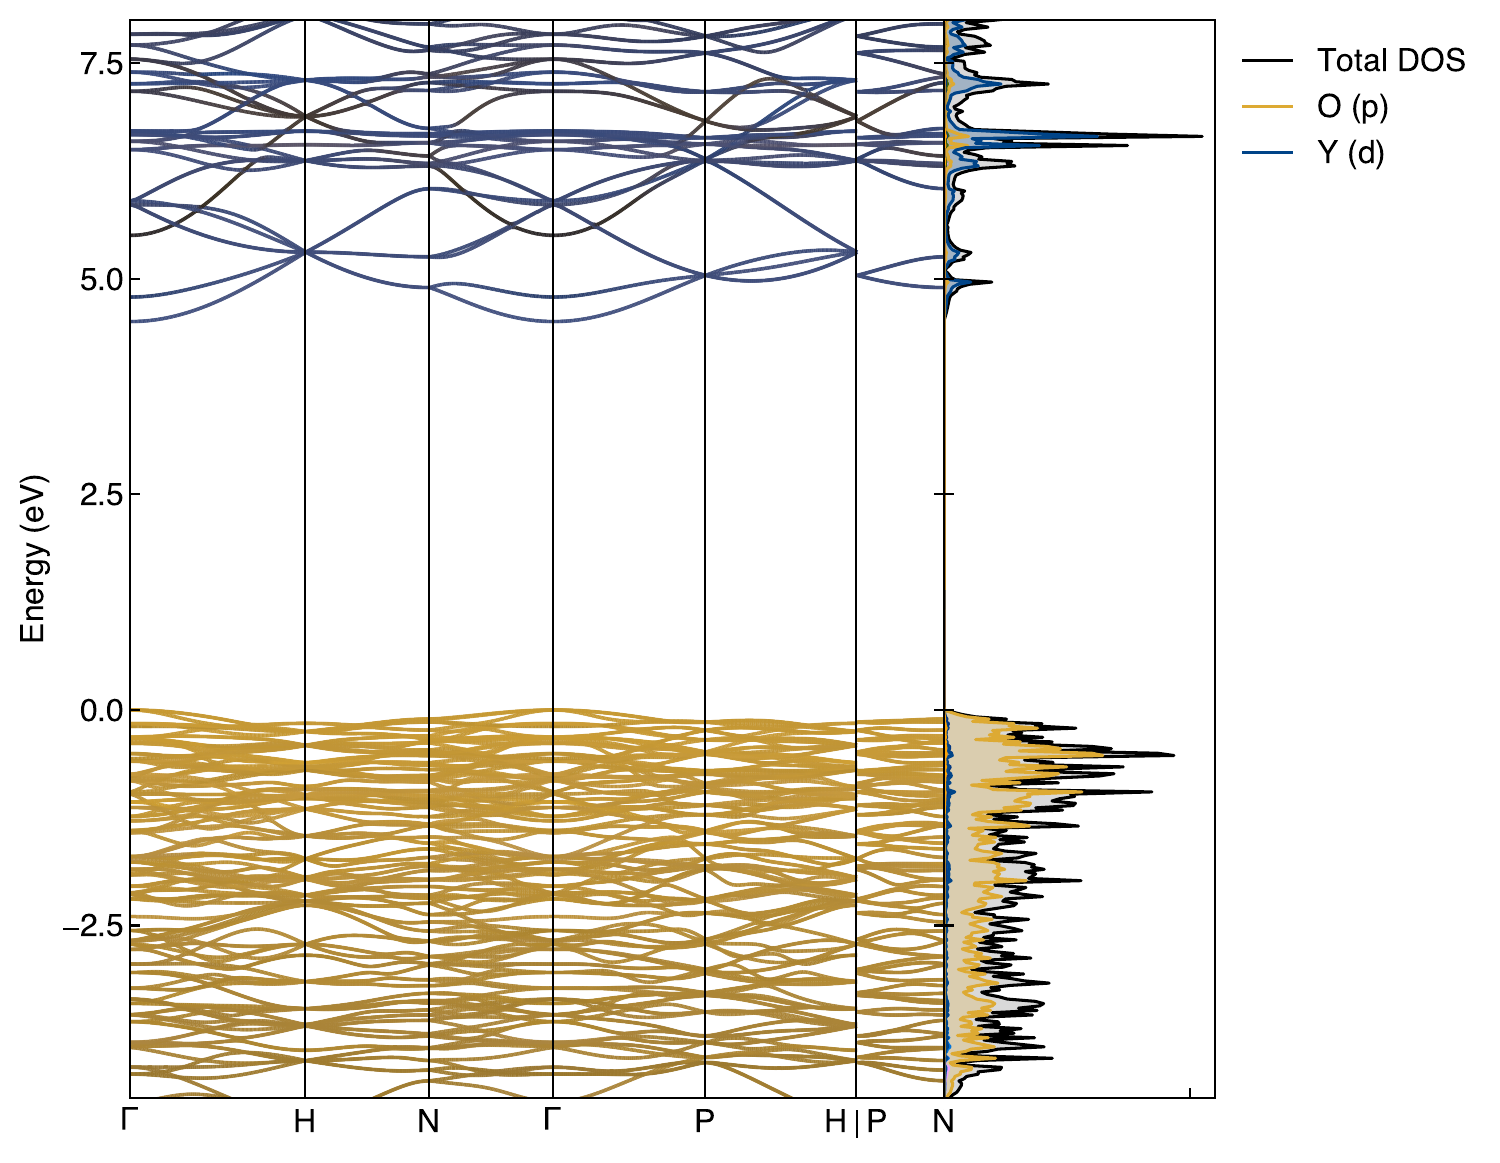 7.5
5.0
2.5
0.0
−2.5
Energy (eV)
Γ H N Γ P H | P N
Total DOS
O (p)
Y (d)